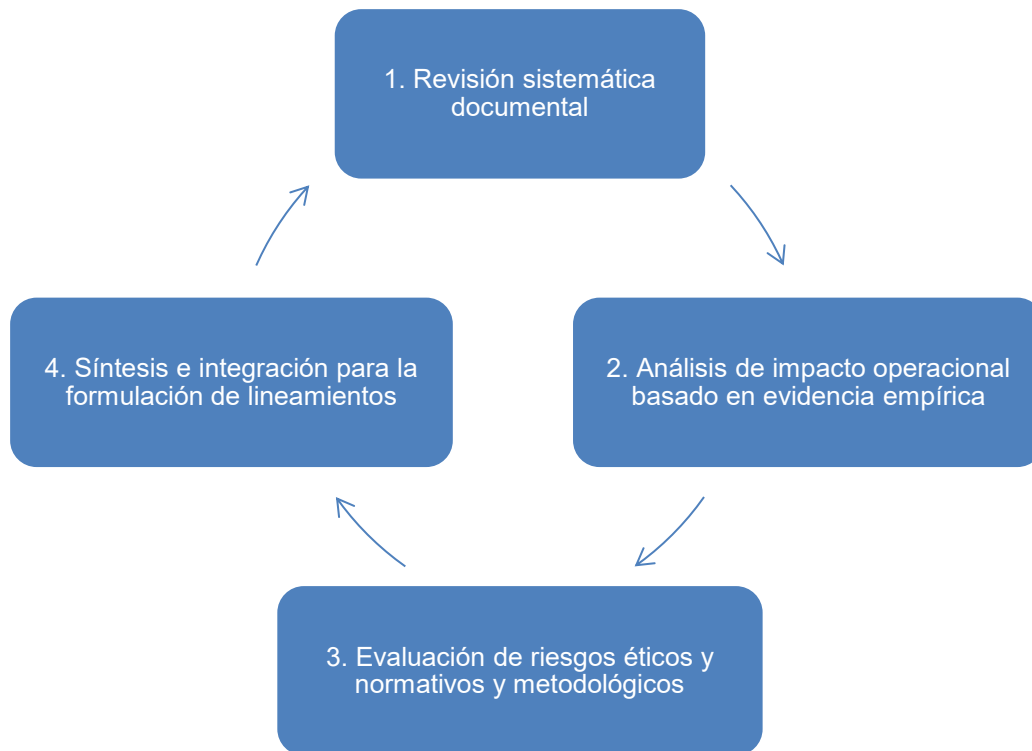 1. Revisión sistemática
documental
2. Análisis de impacto operacional
basado en evidencia empírica
3. Evaluación de riesgos éticos y
normativos y metodológicos
4. Síntesis e integración para la
formulación de lineamientos